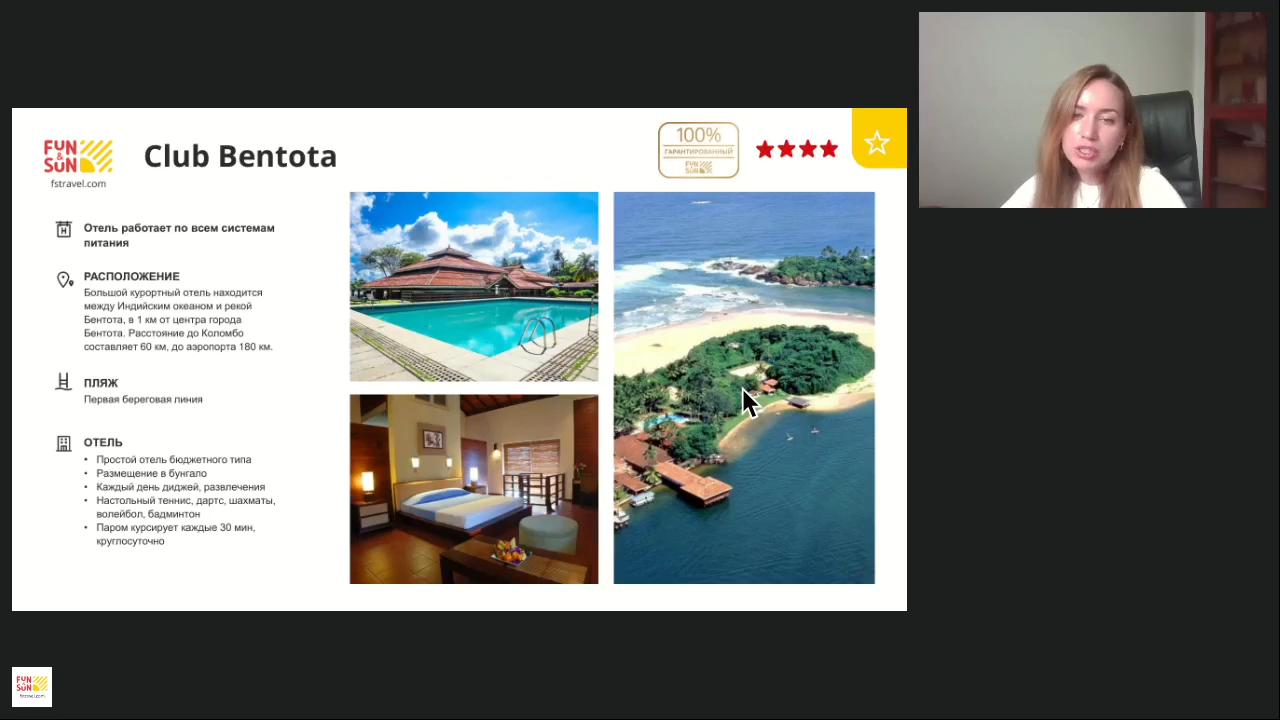 FUN
&
SUN
fstravel.com
Club Bentota
100%
ГАРАНТИРОВАННЫЙ
FUN
&
SUN
Отель работает по всем системам
питания
РАСПОЛОЖЕНИЕ
Большой курортный отель находится
между Индийским океаном и рекой
Бентота, в 1 км от центра города
Бентота. Расстояние до Коломбо
составляет 60 км, до аэропорта 180 км.
ПЛЯЖ
Первая береговая линия
ОТЕЛЬ
• Простой отель бюджетного типа
• Размещение в бунгало
• Каждый день диджей, развлечения
• Настольный теннис, дартс, шахматы,
волейбол, бадминтон
• Паром курсирует каждые 30 мин,
круглосуточно
FUN
&
SUN
fstravel.com